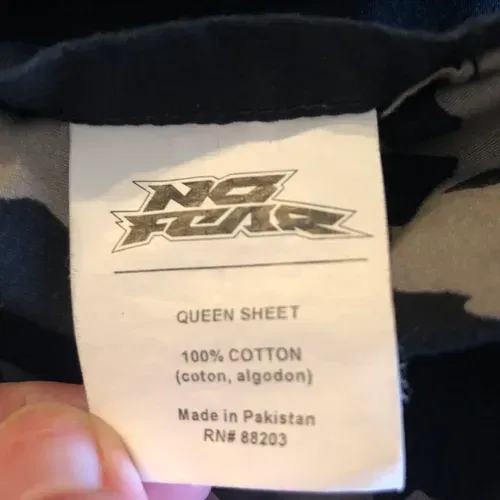 NO
FEAR
QUEEN SHEET
100% COTTON
(coton, algodon)
Made in Pakistan
RN# 88203